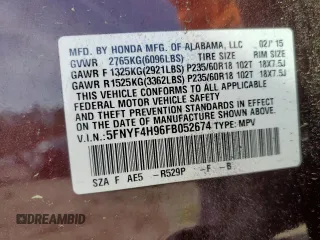 MFD. BY HONDA MFG. OF ALABAMA, LLC 02/'15
GVWR 2765KG(6096LBS) TIRE SIZE RIM SIZE
GAWR F 1325KG(2921LBS) P235/60R18 102T 18X7.5J
GAWR R1525KG(3362LBS) P235/60R18 102T 18X7.5J
THIS VEHICLE CONFORMS TO ALL APPLICABLE
FEDERAL MOTOR VEHICLE SAFETY
AND THEFT PREVENTION STANDARDS IN EFFECT
ON THE DATE OF MANUFACTURE SHOWN ABOVE.
V.I.N.:5FNYF4H96FB052674 TYPE: MPV
SZA F AE5 -R529P -F -B
DREAMBID